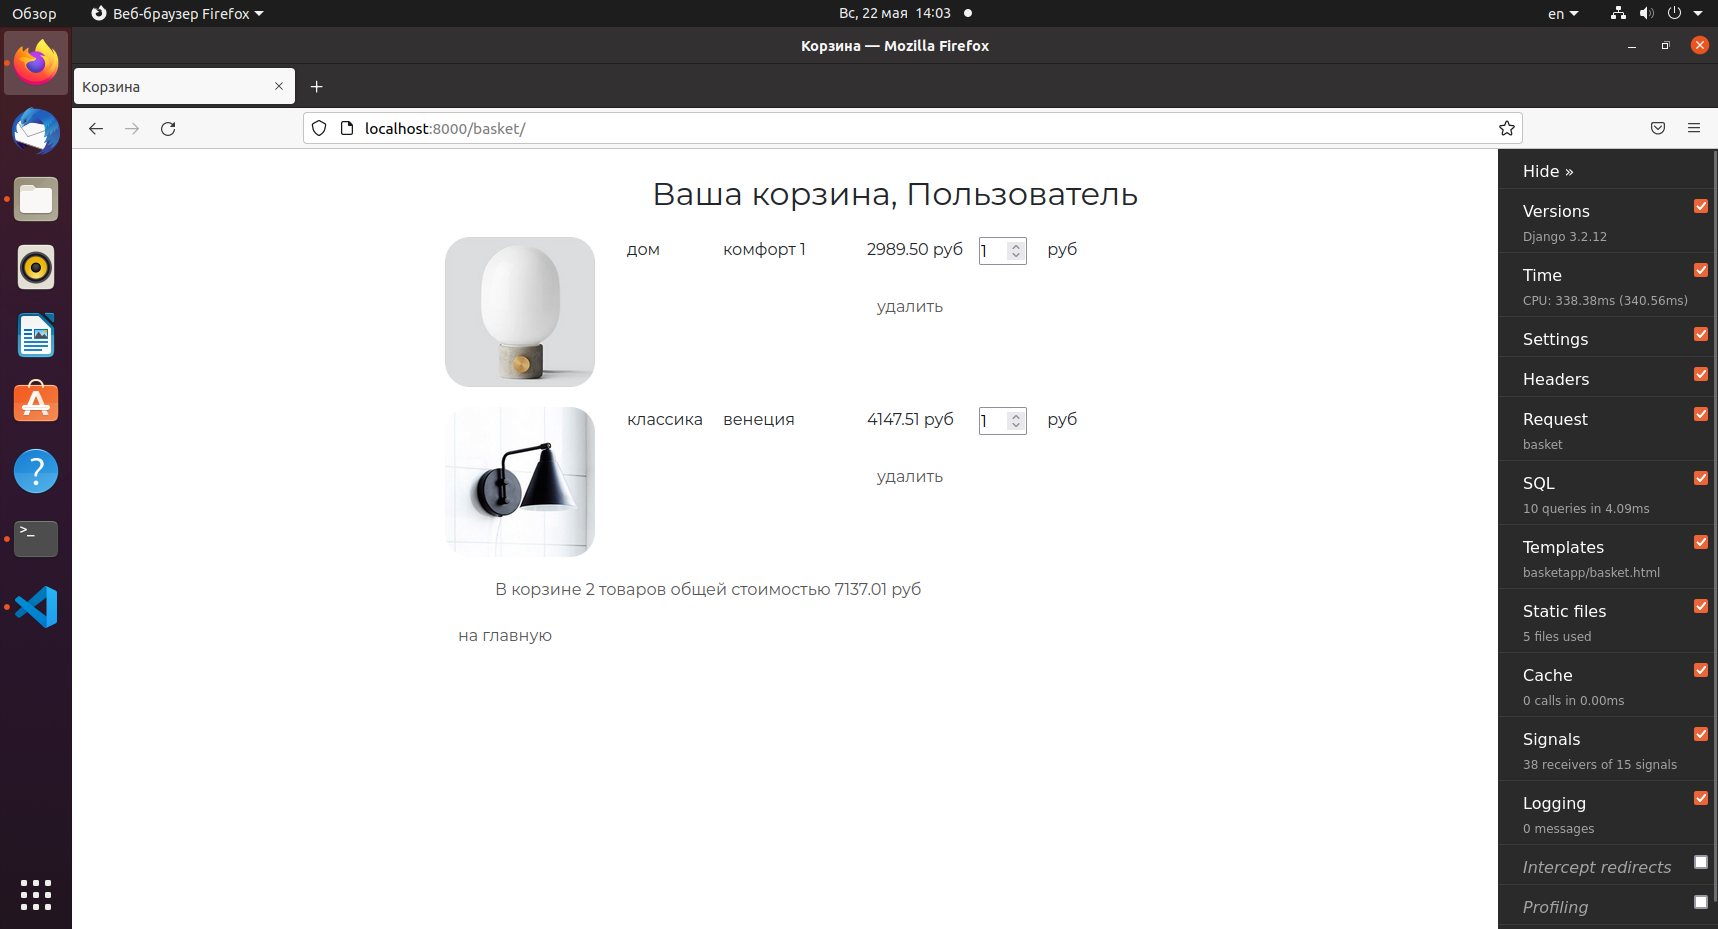 Обзор Веб-браузер Firefox Вс, 22 мая 14:03 en
Корзина — Mozilla Firefox
Корзина
localhost:8000/basket/
Ваша корзина, Пользователь
дом комфорт 1 2989.50 руб 1 руб
удалить
классика венеция 4147.51 руб 1 руб
удалить
В корзине 2 товаров общей стоимостью 7137.01 руб
на главную
Hide »
Versions
Django 3.2.12
Time
CPU: 338.38ms (340.56ms)
Settings
Headers
Request
basket
SQL
10 queries in 4.09ms
Templates
basketapp/basket.html
Static files
5 files used
Cache
0 calls in 0.00ms
Signals
38 receivers of 15 signals
Logging
0 messages
Intercept redirects
Profiling